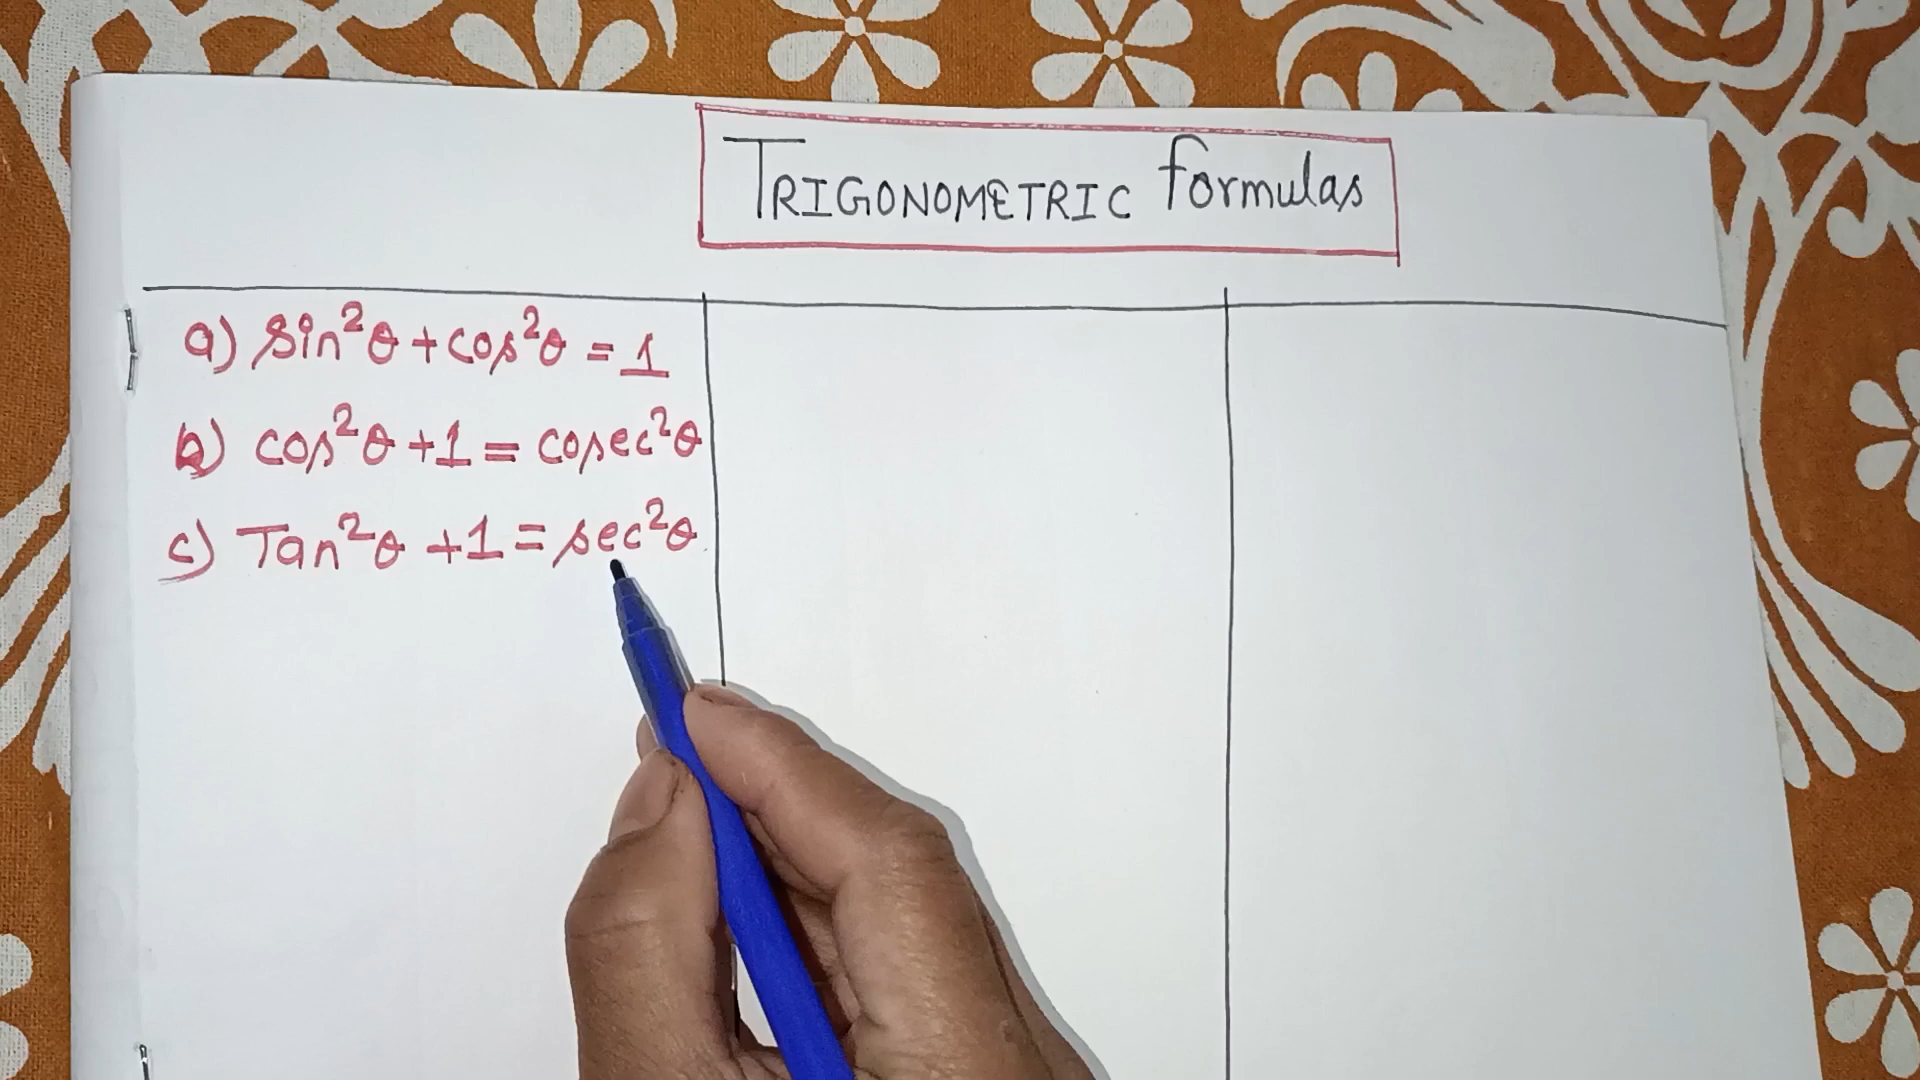 TRIGONOMETRIC formulas
a) sin²θ + cos²θ = 1
b) cos²θ + 1 = cosec²θ
c) Tan²θ + 1 = sec²θ